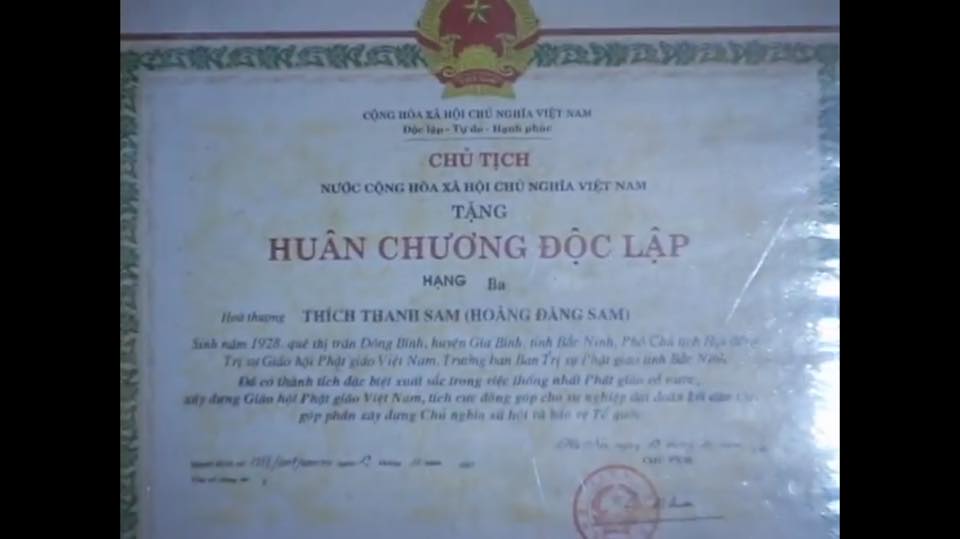 CỘNG HÒA XÃ HỘI CHỦ NGHĨA VIỆT NAM
Độc lập - Tự do - Hạnh phúc
CHỦ TỊCH
NƯỚC CỘNG HÒA XÃ HỘI CHỦ NGHĨA VIỆT NAM
TẶNG
HUÂN CHƯƠNG ĐỘC LẬP
HẠNG Ba
Hoà thượng THÍCH THANH SAM (HOÀNG ĐĂNG SAM)
Sinh năm 1928, quê thị trấn Đông Bình, huyện Gia Bình, tỉnh Bắc Ninh, Phó Chủ tịch Hội đồng
Trị sự Giáo hội Phật giáo Việt Nam, Trưởng ban Ban Trị sự Phật giáo tỉnh Bắc Ninh,
Đã có thành tích đặc biệt xuất sắc trong việc thống nhất Phật giáo cả nước,
xây dựng Giáo hội Phật giáo Việt Nam, tích cực đóng góp cho sự nghiệp đại đoàn kết
góp phần xây dựng Chủ nghĩa xã hội và bảo vệ Tổ quốc
Hà Nội, ngày
CHỦ TỊCH